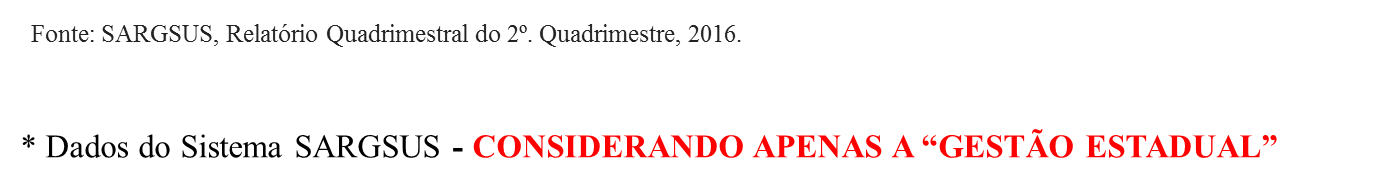 Fonte: SARGSUS, Relatório Quadrimestral do 2º. Quadrimestre, 2016.
* Dados do Sistema SARGSUS - CONSIDERANDO APENAS A “GESTÃO ESTADUAL”